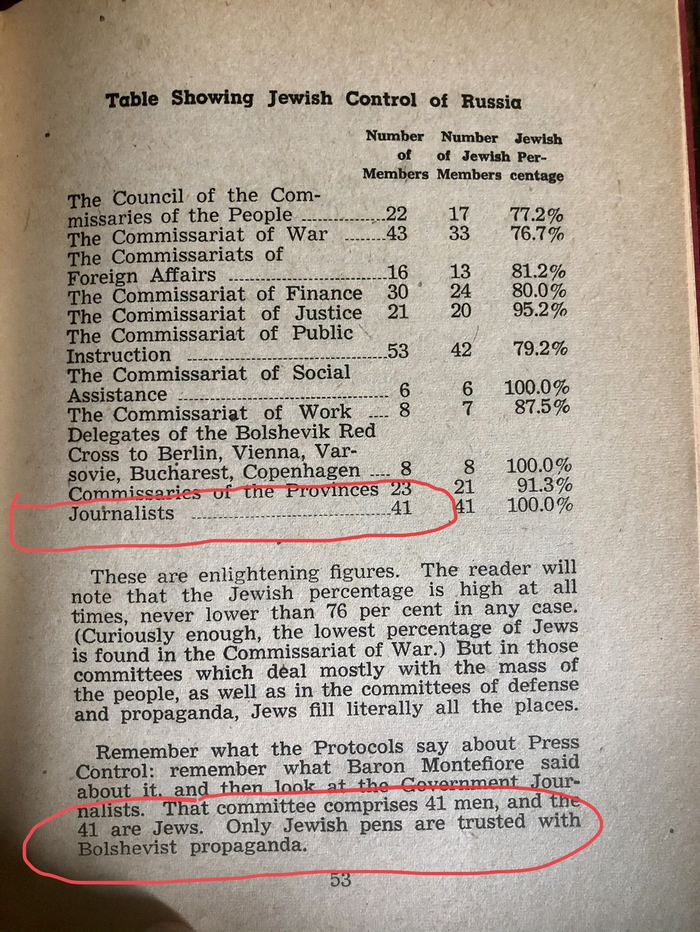 Table Showing Jewish Control of Russia
Number Number Jewish
of of Jewish Per-
Members Members centage
The Council of the Com-
missaries of the People ............... 22 17 77.2%
The Commissariat of War ....... 43 33 76.7%
The Commissariats of
Foreign Affairs ........................... 16 13 81.2%
The Commissariat of Finance 30 24 80.0%
The Commissariat of Justice 21 20 95.2%
The Commissariat of Public
Instruction ................................... 53 42 79.2%
The Commissariat of Social
Assistance ................................... 6 6 100.0%
The Commissariat of Work .... 8 7 87.5%
Delegates of the Bolshevik Red
Cross to Berlin, Vienna, Var-
sovie, Bucharest, Copenhagen .... 8 8 100.0%
Commissaries of the Provinces 23 21 91.3%
Journalists ................................... 41 41 100.0%
These are enlightening figures. The reader will
note that the Jewish percentage is high at all
times, never lower than 76 per cent in any case.
(Curiously enough, the lowest percentage of Jews
is found in the Commissariat of War.) But in those
committees which deal mostly with the mass of
the people, as well as in the committees of defense
and propaganda, Jews fill literally all the places.
Remember what the Protocols say about Press
Control: remember what Baron Montefiore said
about it, and then look at the Government Jour-
nalists. That committee comprises 41 men, and the
41 are Jews. Only Jewish pens are trusted with
Bolshevist propaganda.
53